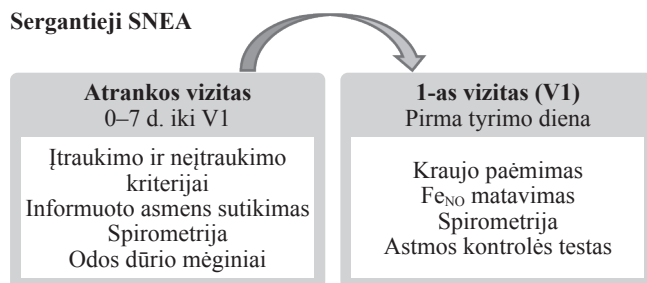 Sergantieji SNEA
Atrankos vizitas
0–7 d. iki V1
Įtraukimo ir neįtraukimo
kriterijai
Informuoto asmens sutikimas
Spirometrija
Odos dūrio mėginiai
1-as vizitas (V1)
Pirma tyrimo diena
Kraujo paėmimas
FeNO matavimas
Spirometrija
Astmos kontrolės testas